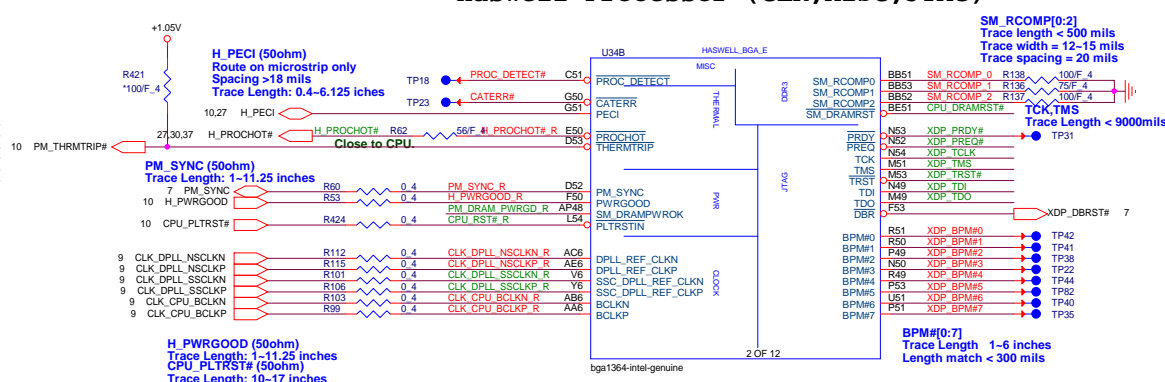 +1.05V
R421
*100/F_4
H_PECI (50ohm)
Route on microstrip only
Spacing >18 mils
Trace Length: 0.4~6.125 inches
10,27 H_PECI
27,30,37
H_PROCHOT# H_PROCHOT# R62 56/F_4 H_PROCHOT#_R
Close to CPU.
10 PM_THRMTRIP#
PM_SYNC (50ohm)
Trace Length: 1~11.25 inches
7 PM_SYNC R60 0_4 PM_SYNC_R
10 H_PWRGOOD R53 0_4 H_PWRGOOD_R
PM_DRAM_PWRGD_R
10 CPU_PLTRST# R424 0_4 CPU_RST#_R
9 CLK_DPLL_NSCLKN R112 0_4 CLK_DPLL_NSCLKN_R
9 CLK_DPLL_NSCLKP R115 0_4 CLK_DPLL_NSCLKP_R
9 CLK_DPLL_SSCLKN R101 0_4 CLK_DPLL_SSCLKN_R
9 CLK_DPLL_SSCLKP R106 0_4 CLK_DPLL_SSCLKP_R
9 CLK_CPU_BCLKN R103 0_4 CLK_CPU_BCLKN_R
9 CLK_CPU_BCLKP R99 0_4 CLK_CPU_BCLKP_R
H_PWRGOOD (50ohm)
Trace Length: 1~11.25 inches
CPU_PLTRST# (50ohm)
Trace Length: 10~17 inches
TP18 PROC_DETECT# C51
TP23 CATERR# G50
G51
E50
D53
D52
F50
AP48
L54
AC6
AE6
V6
Y6
AB6
AA6
U34B HASWELL_BGA_E
MISC
THERMAL
PWR
CLOCK
DDR3
JTAG
PROC_DETECT
CATERR
PECI
PROCHOT
THERMTRIP
PM_SYNC
PWRGOOD
SM_DRAMPWROK
PLTRSTIN
DPLL_REF_CLKN
DPLL_REF_CLKP
SSC_DPLL_REF_CLKN
SSC_DPLL_REF_CLKP
BCLKN
BCLKP
SM_RCOMP0
SM_RCOMP1
SM_RCOMP2
SM_DRAMRST
PRDY
PREQ
TCK
TMS
TRST
TDI
TDO
DBR
BPM#0
BPM#1
BPM#2
BPM#3
BPM#4
BPM#5
BPM#6
BPM#7
2 OF 12
bga1364-intel-genuine
SM_RCOMP[0:2]
Trace length < 500 mils
Trace width = 12~15 mils
Trace spacing = 20 mils
BB51 SM_RCOMP_0 R138 100/F_4
BB53 SM_RCOMP_1 R136 75/F_4
BB52 SM_RCOMP_2 R137 100/F_4
BE51 CPU_DRAMRST#
TCK,TMS
Trace Length < 9000mils
N53 XDP_PRDY# TP31
N52 XDP_PREQ#
N54 XDP_TCLK
M51 XDP_TMS
M53 XDP_TRST#
N49 XDP_TDI
M49 XDP_TDO
F53 XDP_DBRST# 7
R51 XDP_BPM#0 TP42
R50 XDP_BPM#1 TP41
P49 XDP_BPM#2 TP38
N50 XDP_BPM#3 TP22
R49 XDP_BPM#4 TP44
P53 XDP_BPM#5 TP82
U51 XDP_BPM#6 TP40
P51 XDP_BPM#7 TP35
BPM#[0:7]
Trace Length 1~6 inches
Length match < 300 mils